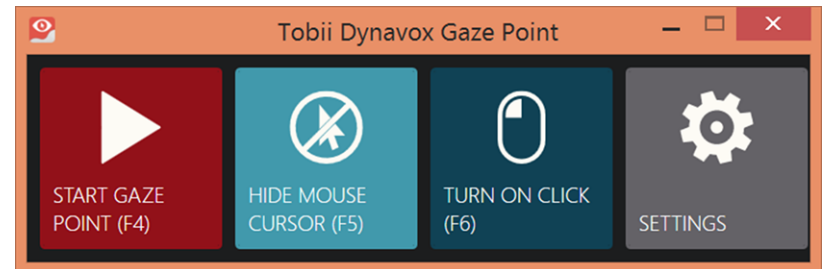 Tobii Dynavox Gaze Point
START GAZE
POINT (F4)
HIDE MOUSE
CURSOR (F5)
TURN ON CLICK
(F6)
SETTINGS